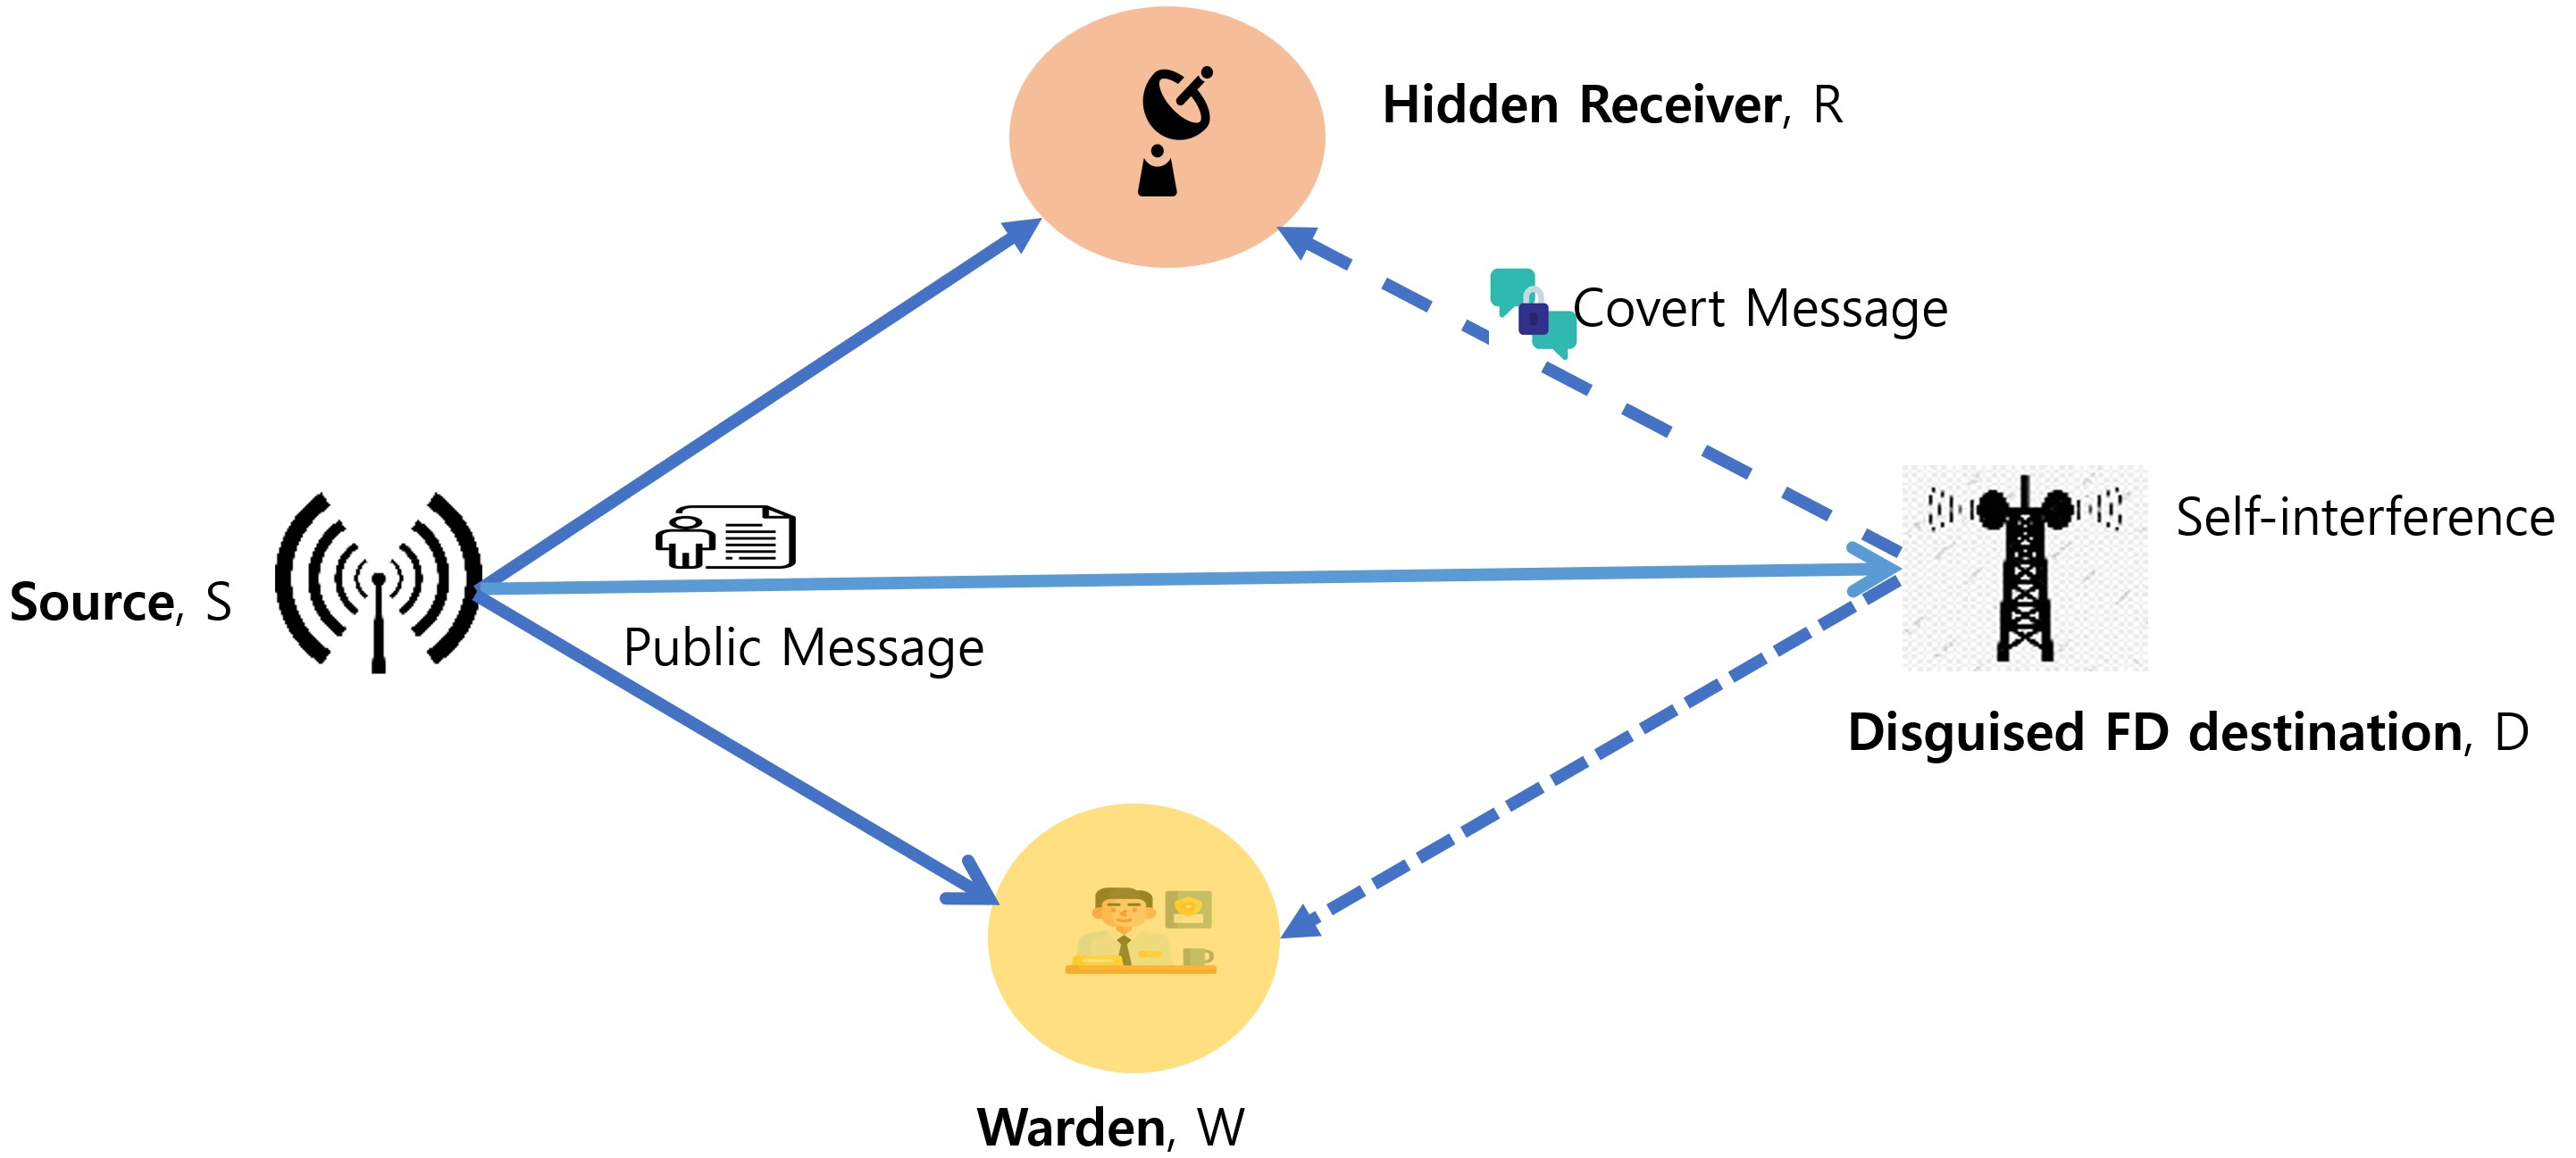 Hidden Receiver, R
Covert Message
Self-interference
Source, S
Public Message
Disguised FD destination, D
Warden, W